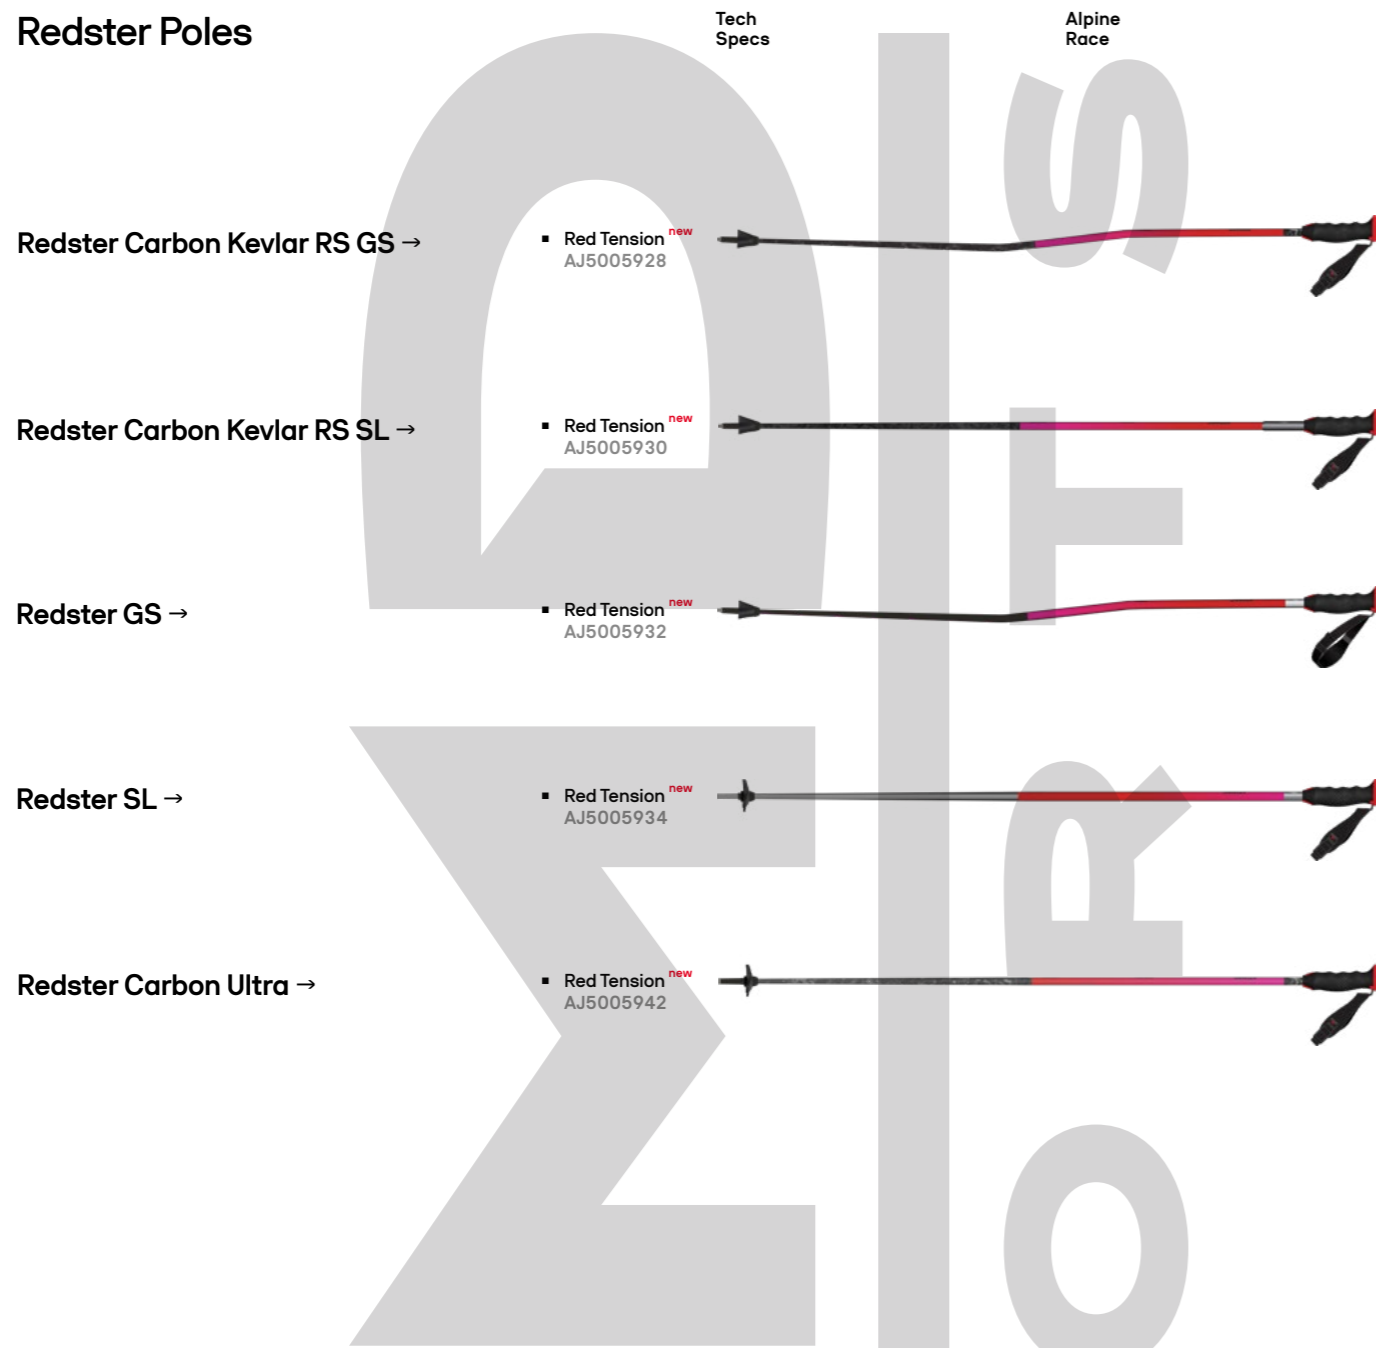 Redster Poles
Tech
Specs
Alpine
Race
Redster Carbon Kevlar RS GS →
▪ Red Tension new
AJ5005928
Redster Carbon Kevlar RS SL →
▪ Red Tension new
AJ5005930
Redster GS →
▪ Red Tension new
AJ5005932
Redster SL →
▪ Red Tension new
AJ5005934
Redster Carbon Ultra →
▪ Red Tension new
AJ5005942